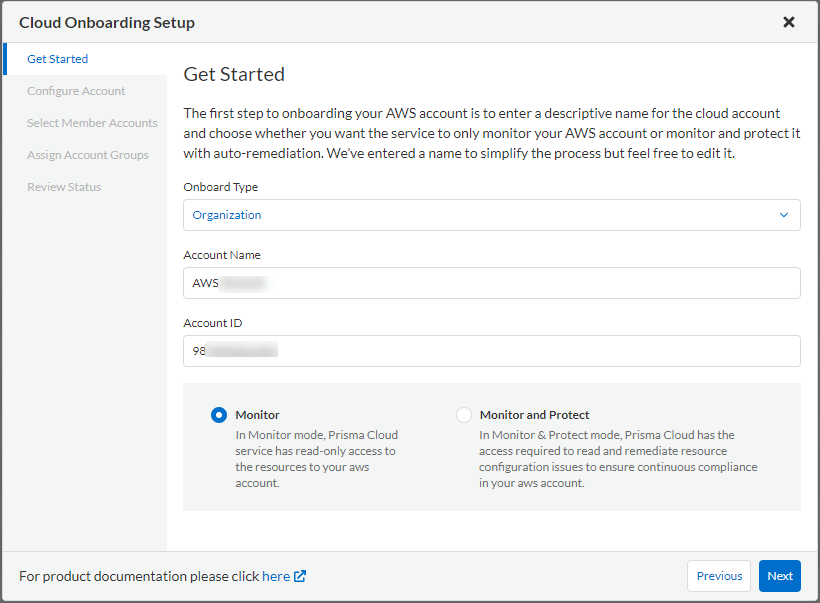 Cloud Onboarding Setup
Get Started
Configure Account
Select Member Accounts
Assign Account Groups
Review Status
Get Started
The first step to onboarding your AWS account is to enter a descriptive name for the cloud account
and choose whether you want the service to only monitor your AWS account or monitor and protect it
with auto-remediation. We've entered a name to simplify the process but feel free to edit it.
Onboard Type
Organization
Account Name
AWS
Account ID
98
Monitor
In Monitor mode, Prisma Cloud
service has read-only access to
the resources to your aws
account.
Monitor and Protect
In Monitor & Protect mode, Prisma Cloud has the
access required to read and remediate resource
configuration issues to ensure continuous compliance
in your aws account.
For product documentation please click here
Previous
Next